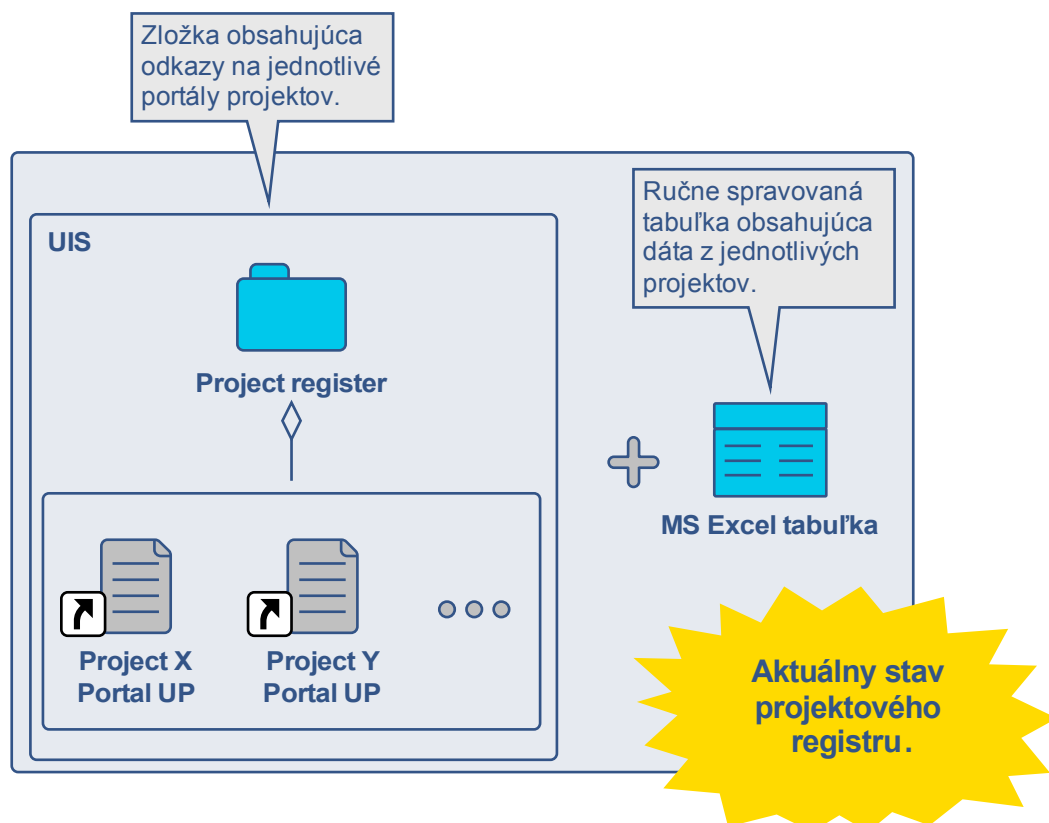 Zložka obsahujúca
odkazy na jednotlivé
portály projektov.
Ručne spravovaná
tabuľka obsahujúca
dáta z jednotlivých
projektov.
UIS
Project register
MS Excel tabuľka
Project X
Portal UP
Project Y
Portal UP
Aktuálny stav
projektového
registru.